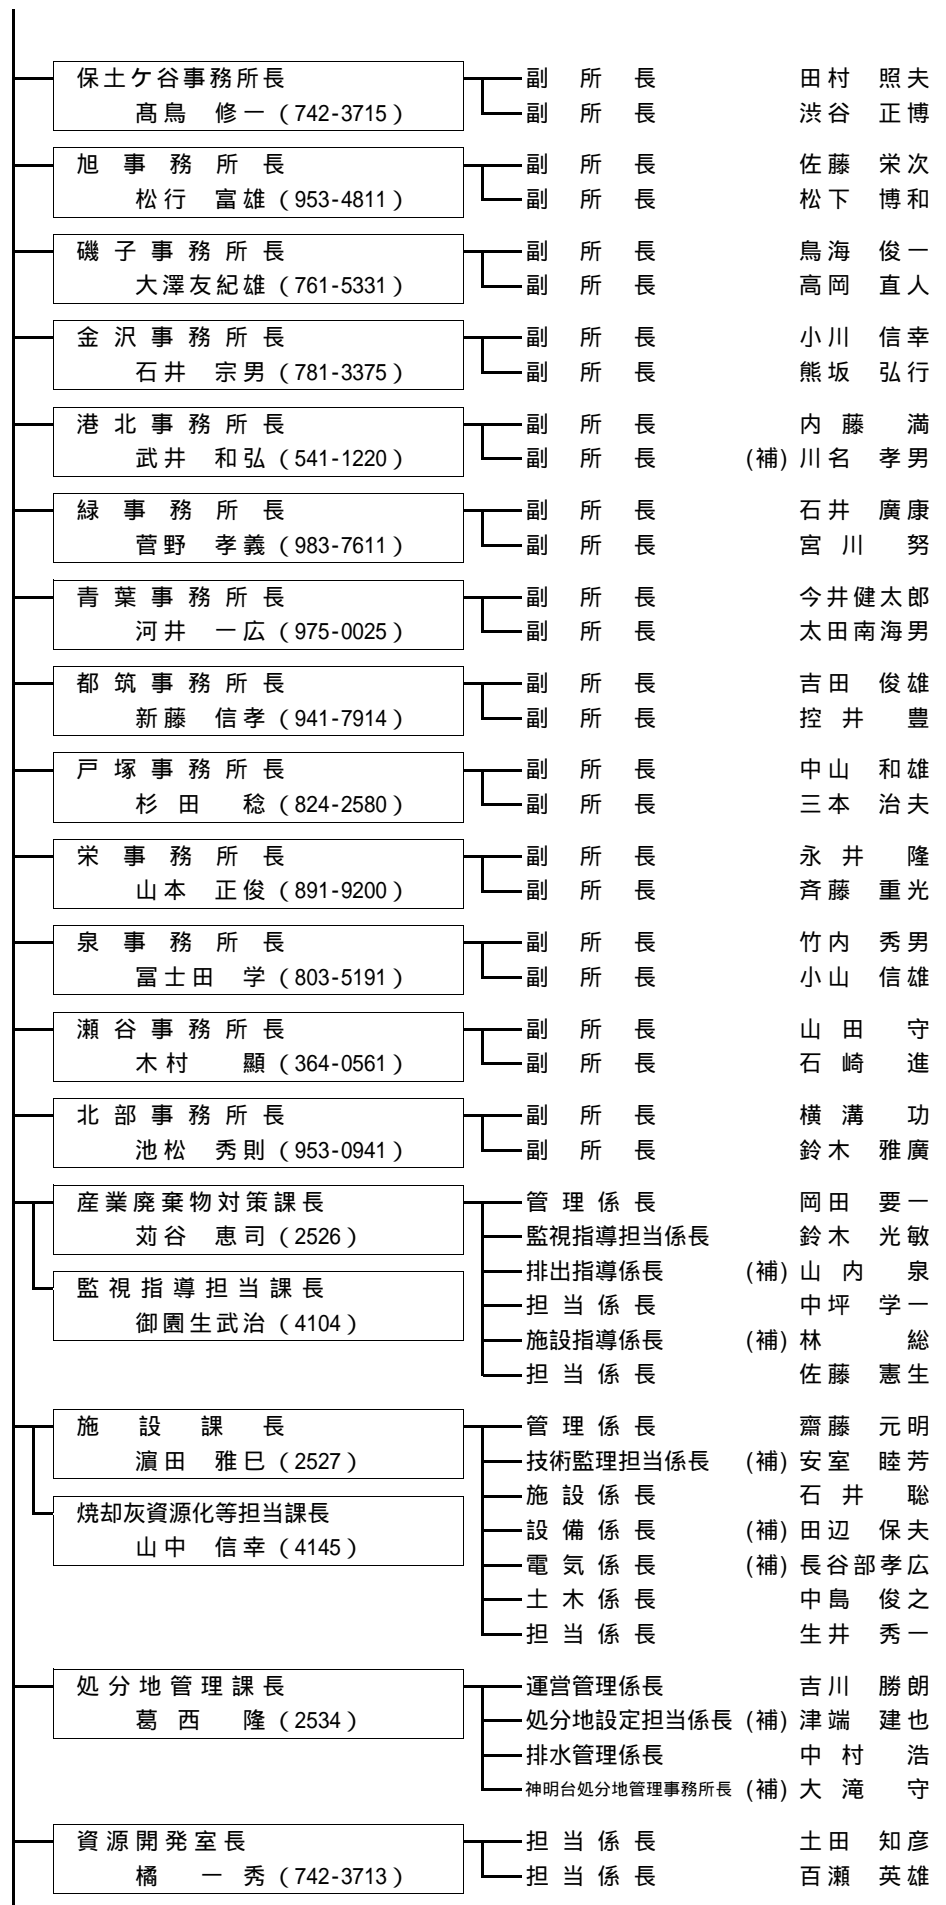 保土ケ谷事務所長 副所長 田村 照夫
髙鳥 修一（742-3715） 副所長 渋谷 正博
旭事務所長 副所長 佐藤 栄次
松行 富雄（953-4811） 副所長 松下 博和
磯子事務所長 副所長 鳥海 俊一
大澤友紀雄（761-5331） 副所長 高岡 直人
金沢事務所長 副所長 小川 信幸
石井 宗男（781-3375） 副所長 熊坂 弘行
港北事務所長 副所長 内藤 満
武井 和弘（541-1220） 副所長 (補) 川名 孝男
緑事務所長 副所長 石井 廣康
菅野 孝義（983-7611） 副所長 宮川 努
青葉事務所長 副所長 今井健太郎
河井 一広（975-0025） 副所長 太田南海男
都筑事務所長 副所長 吉田 俊雄
新藤 信孝（941-7914） 副所長 控井 豊
戸塚事務所長 副所長 中山 和雄
杉田 稔（824-2580） 副所長 三本 治夫
栄事務所長 副所長 永井 隆
山本 正俊（891-9200） 副所長 斉藤 重光
泉事務所長 副所長 竹内 秀男
冨士田 学（803-5191） 副所長 小山 信雄
瀬谷事務所長 副所長 山田 守
木村 顯（364-0561） 副所長 石崎 進
北部事務所長 副所長 横溝 功
池松 秀則（953-0941） 副所長 鈴木 雅廣
産業廃棄物対策課長 管理係長 岡田 要一
苅谷 恵司（2526） 監視指導担当係長 鈴木 光敏
監視指導担当課長 排出指導係長 (補) 山内 泉
御園生武治（4104） 担当係長 中坪 学一
施設指導係長 (補) 林 総
担当係長 佐藤 憲生
施設課長 管理係長 齋藤 元明
濵田 雅巳（2527） 技術監理担当係長 (補) 安室 睦芳
焼却灰資源化等担当課長 施設係長 石井 聡
山中 信幸（4145） 設備係長 (補) 田辺 保夫
電気係長 (補) 長谷部孝広
土木係長 中島 俊之
担当係長 生井 秀一
処分地管理課長 運営管理係長 吉川 勝朗
葛西 隆（2534） 処分地設定担当係長 (補) 津端 建也
排水管理係長 中村 浩
神明台処分地管理事務所長 (補) 大滝 守
資源開発室長 担当係長 土田 知彦
橘 一秀（742-3713） 担当係長 百瀬 英雄